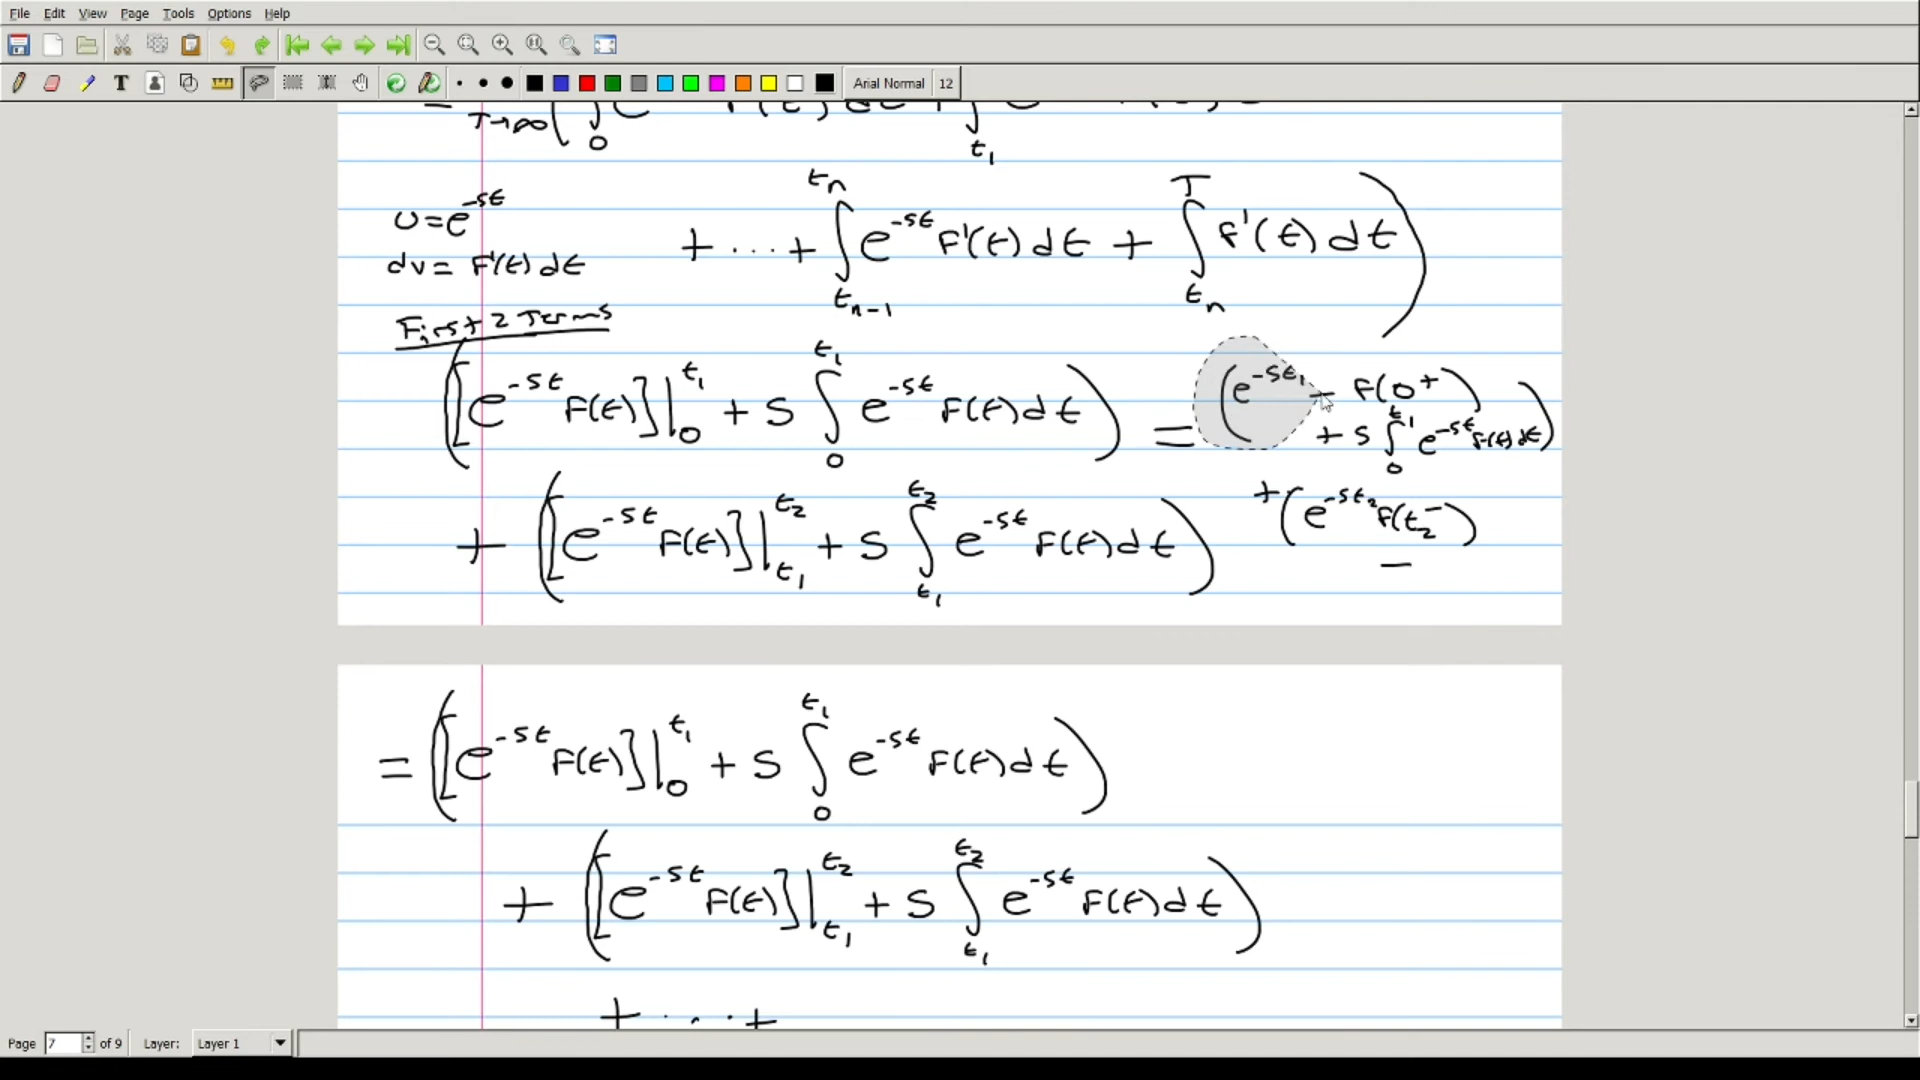 File Edit View Page Tools Options Help
Arial Normal 12
T→∞ ( ∫ 0 t₁
u = e^{-st}
dv = F'(t) dt
+ ··· + ∫_{t_{n-1}}^{t_n} e^{-st} F'(t) dt + ∫_{t_n}^{T} F'(t) dt )
First 2 Terms
([e^{-st} F(t)]|_0^{t₁} + s ∫_0^{t₁} e^{-st} F(t) dt) = (e^{-st₁} - F(0⁺)
+ s ∫_0^{t₁} e^{-st} F(t) dt)
+ ([e^{-st} F(t)]|_{t₁}^{t₂} + s ∫_{t₁}^{t₂} e^{-st} F(t) dt) + (e^{-st₂} F(t₂⁻)
-
= ([e^{-st} F(t)]|_0^{t₁} + s ∫_0^{t₁} e^{-st} F(t) dt)
+ ([e^{-st} F(t)]|_{t₁}^{t₂} + s ∫_{t₁}^{t₂} e^{-st} F(t) dt)
+ ··· +
Page 7 of 9 Layer: Layer 1